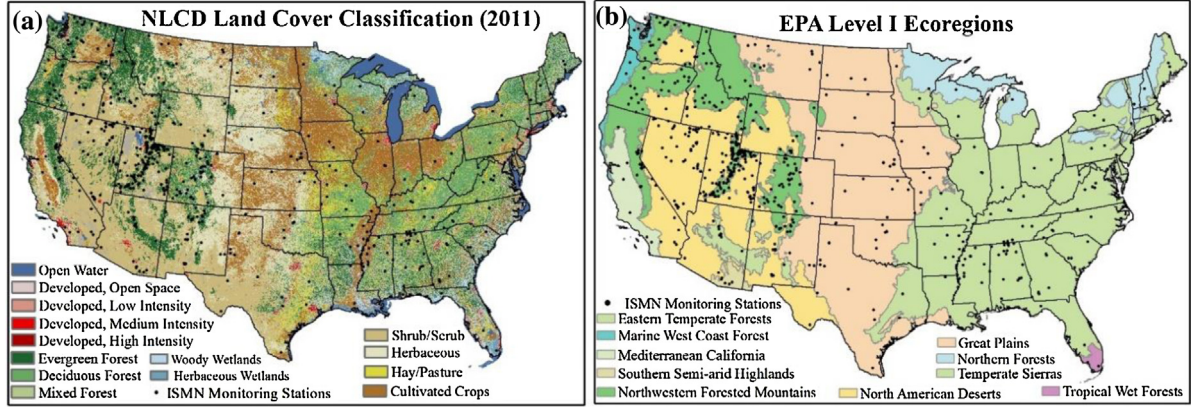 (a) NLCD Land Cover Classification (2011)
Open Water
Developed, Open Space
Developed, Low Intensity
Developed, Medium Intensity
Developed, High Intensity
Evergreen Forest
Deciduous Forest
Mixed Forest
Woody Wetlands
Herbaceous Wetlands
ISMN Monitoring Stations
Shrub/Scrub
Herbaceous
Hay/Pasture
Cultivated Crops
(b) EPA Level I Ecoregions
ISMN Monitoring Stations
Eastern Temperate Forests
Marine West Coast Forest
Mediterranean California
Southern Semi-arid Highlands
Northwestern Forested Mountains
North American Deserts
Great Plains
Northern Forests
Temperate Sierras
Tropical Wet Forests